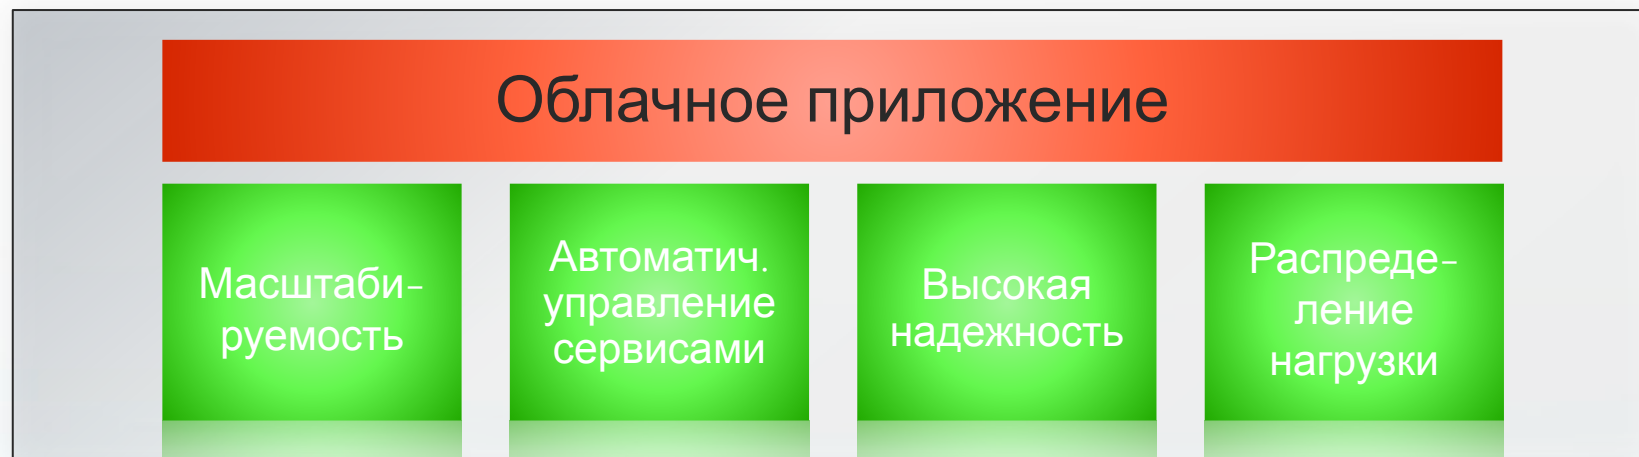 Облачное приложение
Масштаби-
руемость
Автоматич.
управление
сервисами
Высокая
надежность
Распреде-
ление
нагрузки